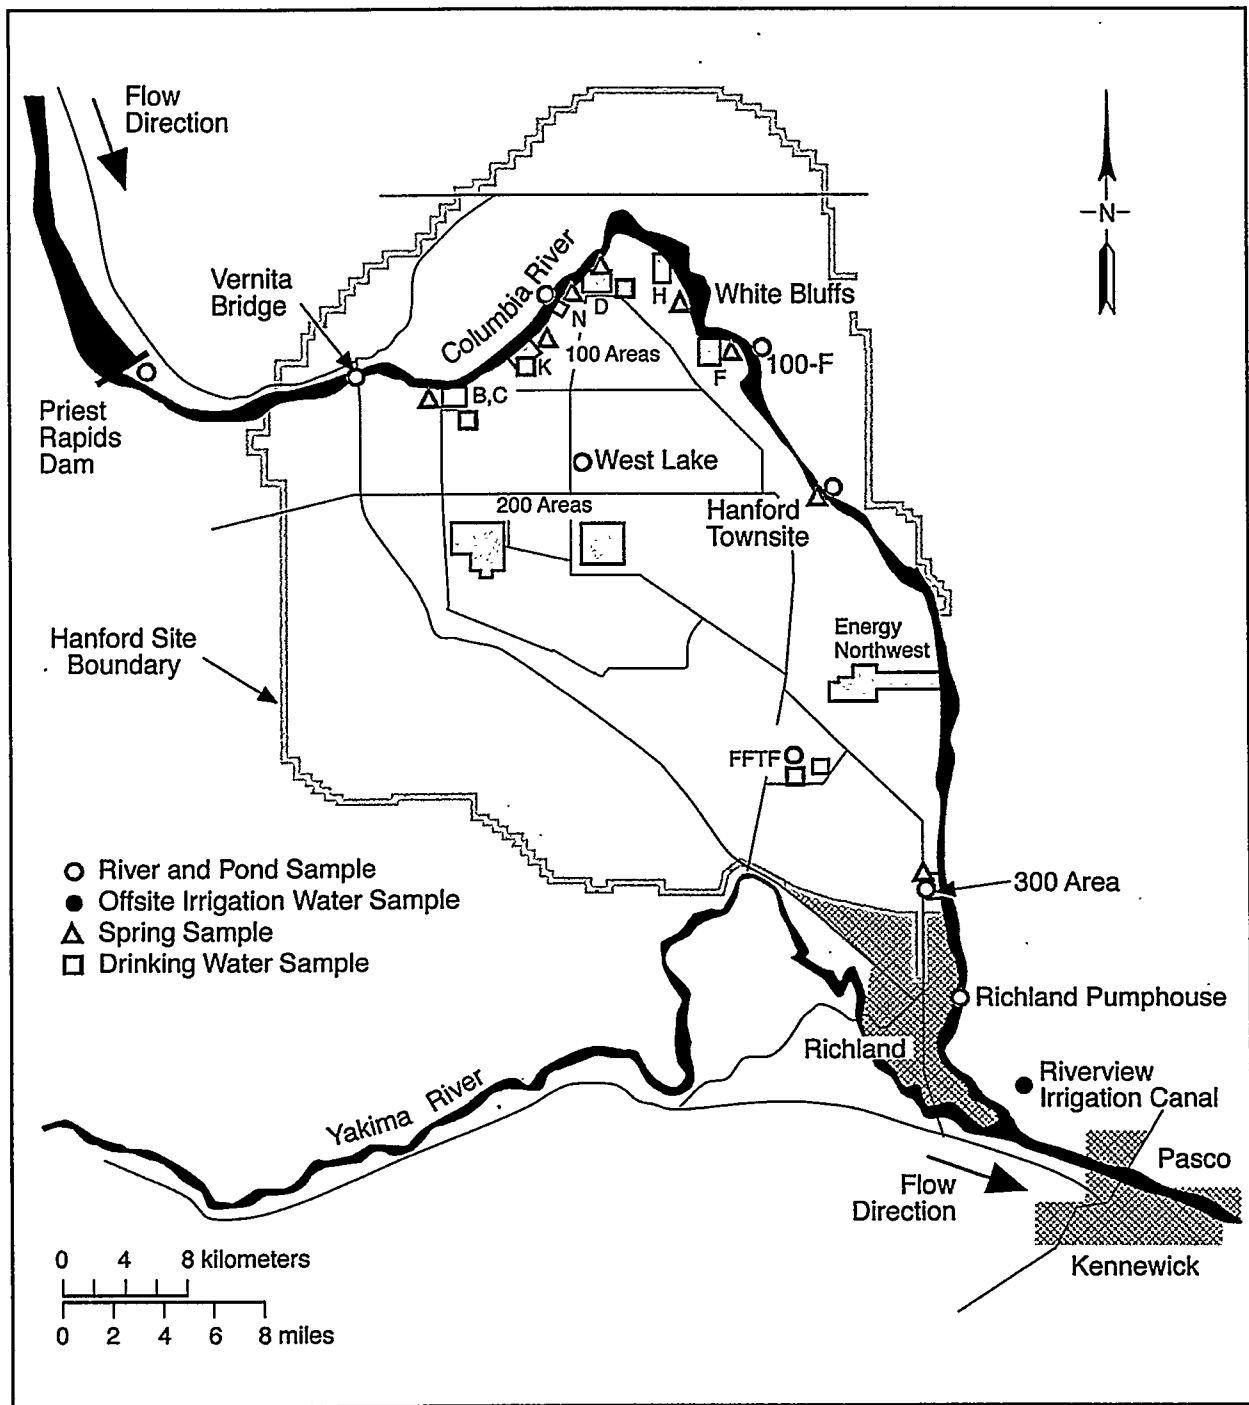 Flow
Direction
N
Vernita
Bridge
Columbia River
H
White Bluffs
D
N
100 Areas
K
F
100-F
B,C
Priest
Rapids
Dam
West Lake
200 Areas
Hanford
Townsite
Hanford Site
Boundary
Energy
Northwest
FFTF
River and Pond Sample
Offsite Irrigation Water Sample
Spring Sample
Drinking Water Sample
300 Area
Richland Pumphouse
Richland
Riverview
Irrigation Canal
Yakima River
Pasco
Flow
Direction
Kennewick
0 4 8 kilometers
0 2 4 6 8 miles